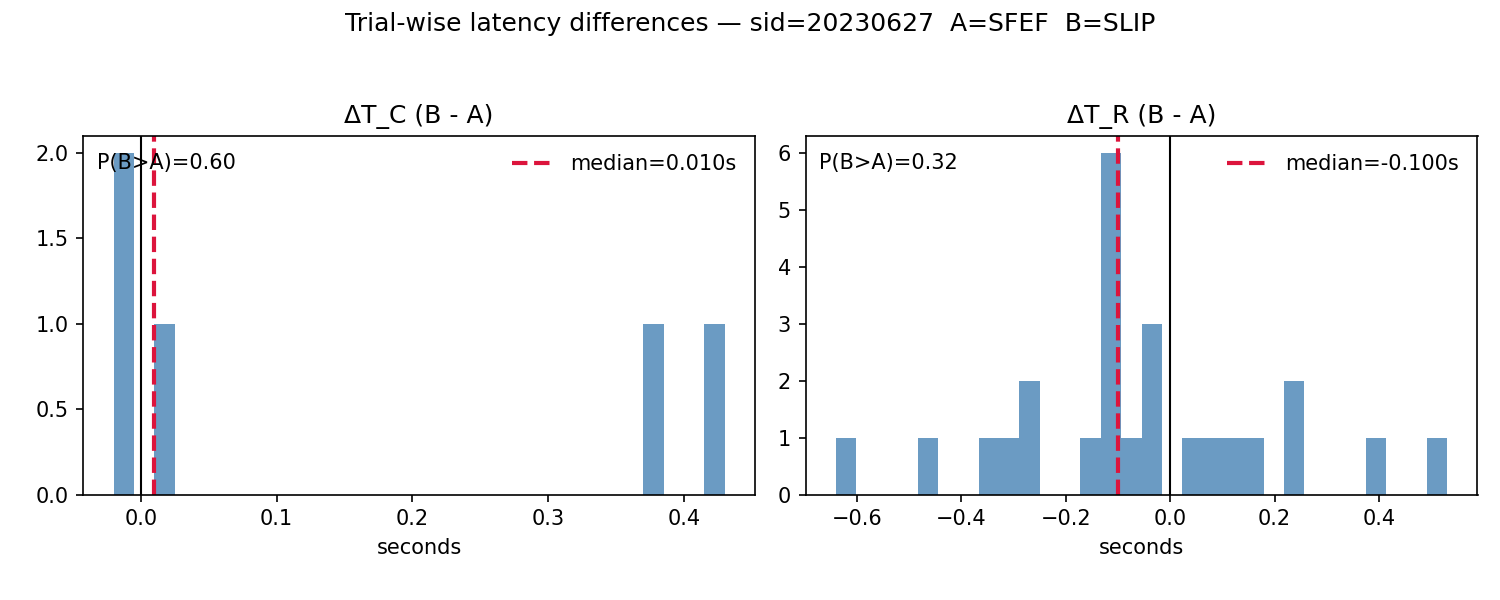 Trial-wise latency differences — sid=20230627  A=SFEF  B=SLIP
ΔT_C (B - A)
P(B>A)=0.60
median=0.010s
2.0
1.5
1.0
0.5
0.0
0.0 0.1 0.2 0.3 0.4
seconds
ΔT_R (B - A)
P(B>A)=0.32
median=-0.100s
6
5
4
3
2
1
0
−0.6 −0.4 −0.2 0.0 0.2 0.4
seconds